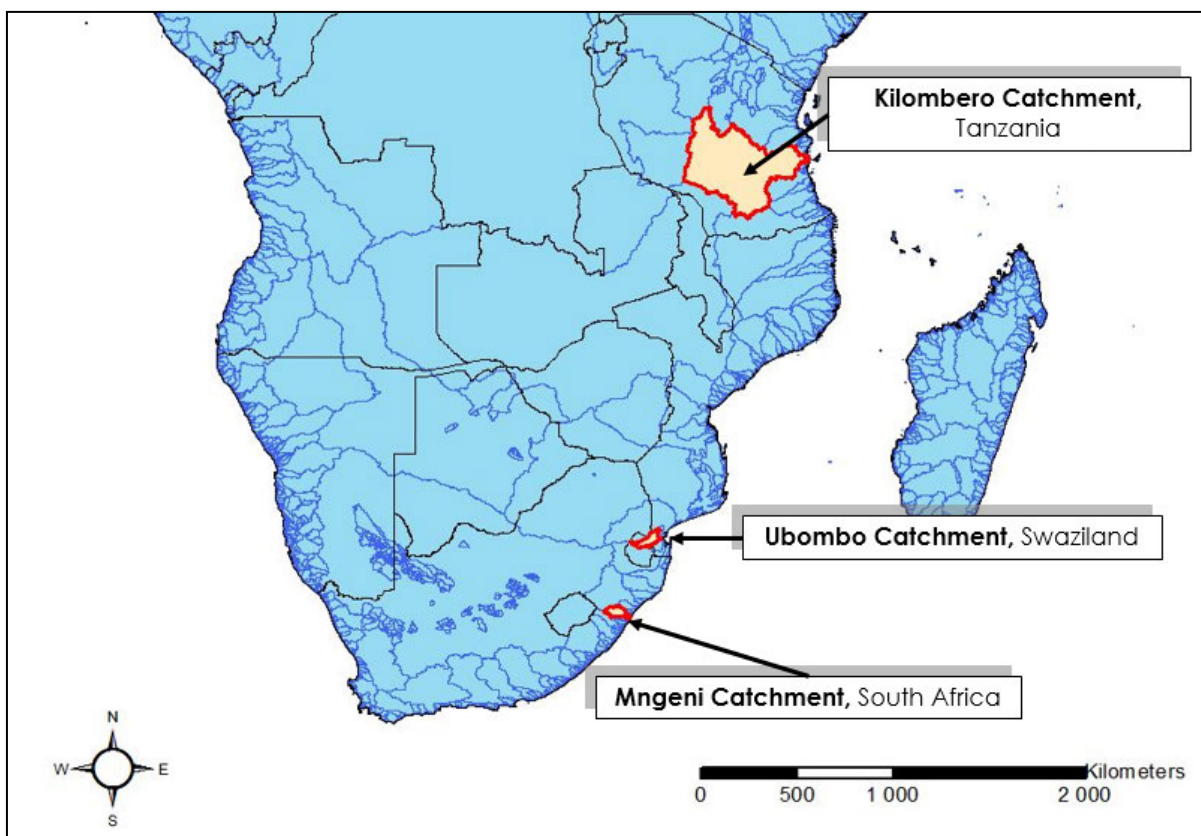 Kilombero Catchment,
Tanzania
Ubombo Catchment, Swaziland
Mngeni Catchment, South Africa
N
W E
S
Kilometers
0 500 1 000 2 000